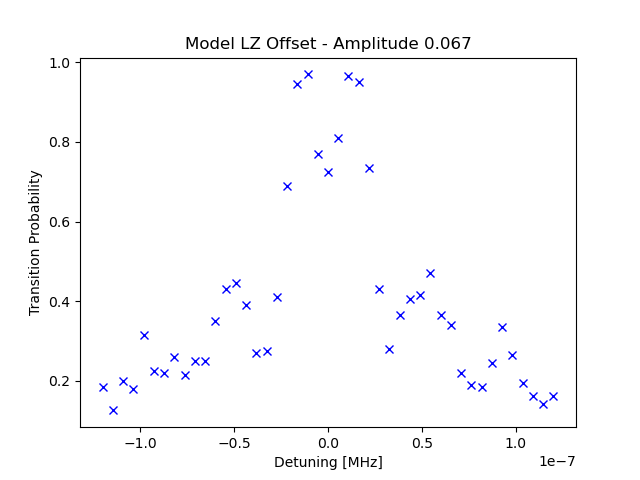 Model LZ Offset - Amplitude 0.067
Transition Probability
1.0
0.8
0.6
0.4
0.2
−1.0 −0.5 0.0 0.5 1.0
1e−7
Detuning [MHz]